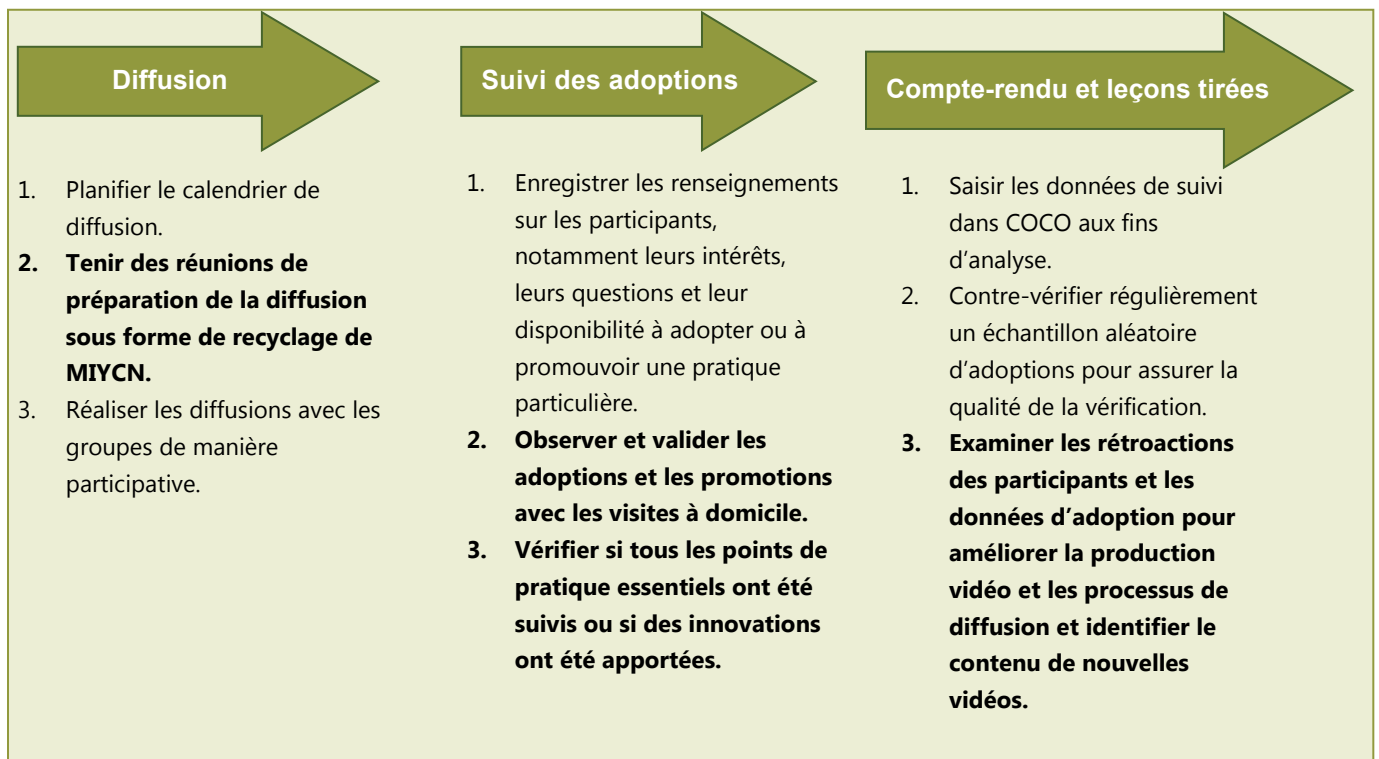 Diffusion
1. Planifier le calendrier de
diffusion.
2. Tenir des réunions de
préparation de la diffusion
sous forme de recyclage de
MIYCN.
3. Réaliser les diffusions avec les
groupes de manière
participative.
Suivi des adoptions
1. Enregistrer les renseignements
sur les participants,
notamment leurs intérêts,
leurs questions et leur
disponibilité à adopter ou à
promouvoir une pratique
particulière.
2. Observer et valider les
adoptions et les promotions
avec les visites à domicile.
3. Vérifier si tous les points de
pratique essentiels ont été
suivis ou si des innovations
ont été apportées.
Compte-rendu et leçons tirées
1. Saisir les données de suivi
dans COCO aux fins
d’analyse.
2. Contre-vérifier régulièrement
un échantillon aléatoire
d’adoptions pour assurer la
qualité de la vérification.
3. Examiner les rétroactions
des participants et les
données d’adoption pour
améliorer la production
vidéo et les processus de
diffusion et identifier le
contenu de nouvelles
vidéos.